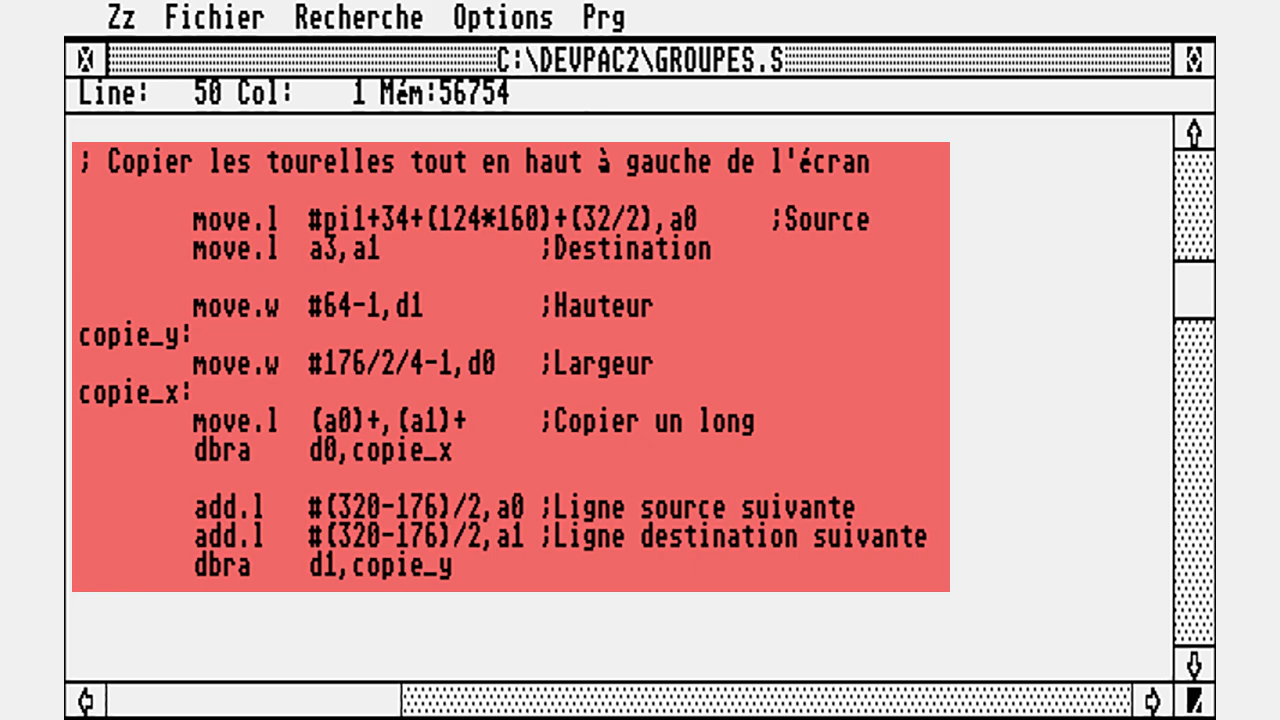 Zz Fichier Recherche Options Prg
C:\DEVPAC2\GROUPES.S
Line: 50 Col: 1 Mém:56754
; Copier les tourelles tout en haut à gauche de l'écran
move.l #pi1+34+(124*160)+(32/2),a0 ;Source
move.l a3,a1 ;Destination
move.w #64-1,d1 ;Hauteur
copie_y:
move.w #176/2/4-1,d0 ;Largeur
copie_x:
move.l (a0)+,(a1)+ ;Copier un long
dbra d0,copie_x
add.l #(320-176)/2,a0 ;Ligne source suivante
add.l #(320-176)/2,a1 ;Ligne destination suivante
dbra d1,copie_y